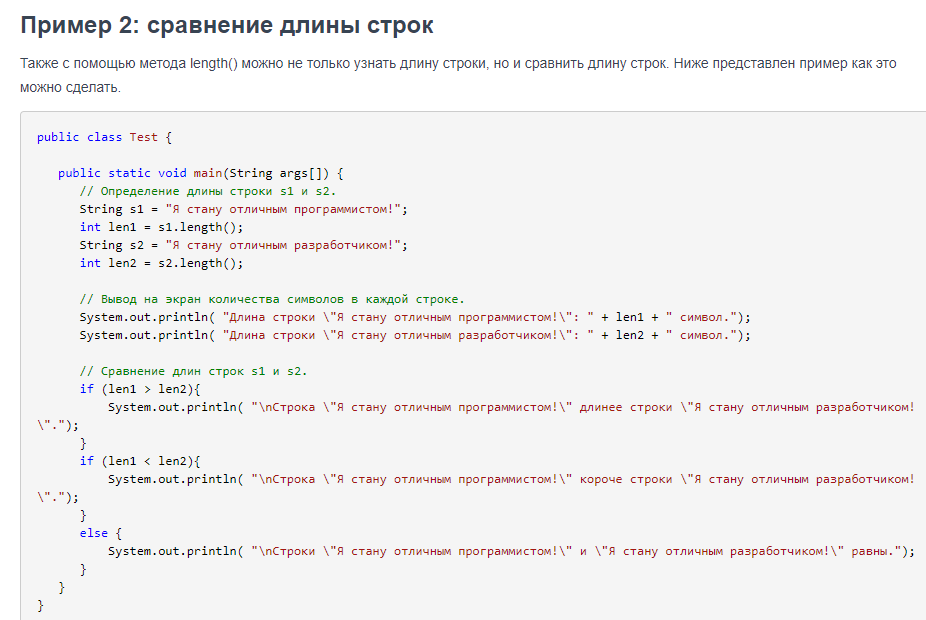 Пример 2: сравнение длины строк
Также с помощью метода length() можно не только узнать длину строки, но и сравнить длину строк. Ниже представлен пример как это
можно сделать.
public class Test {
public static void main(String args[]) {
// Определение длины строки s1 и s2.
String s1 = "Я стану отличным программистом!";
int len1 = s1.length();
String s2 = "Я стану отличным разработчиком!";
int len2 = s2.length();
// Вывод на экран количества символов в каждой строке.
System.out.println( "Длина строки \"Я стану отличным программистом!\": " + len1 + " символ.");
System.out.println( "Длина строки \"Я стану отличным разработчиком!\": " + len2 + " символ.");
// Сравнение длин строк s1 и s2.
if (len1 > len2){
System.out.println( "\nСтрока \"Я стану отличным программистом!\" длинее строки \"Я стану отличным разработчиком!
\".");
}
if (len1 < len2){
System.out.println( "\nСтрока \"Я стану отличным программистом!\" короче строки \"Я стану отличным разработчиком!
\".");
}
else {
System.out.println( "\nСтроки \"Я стану отличным программистом!\" и \"Я стану отличным разработчиком!\" равны.");
}
}
}